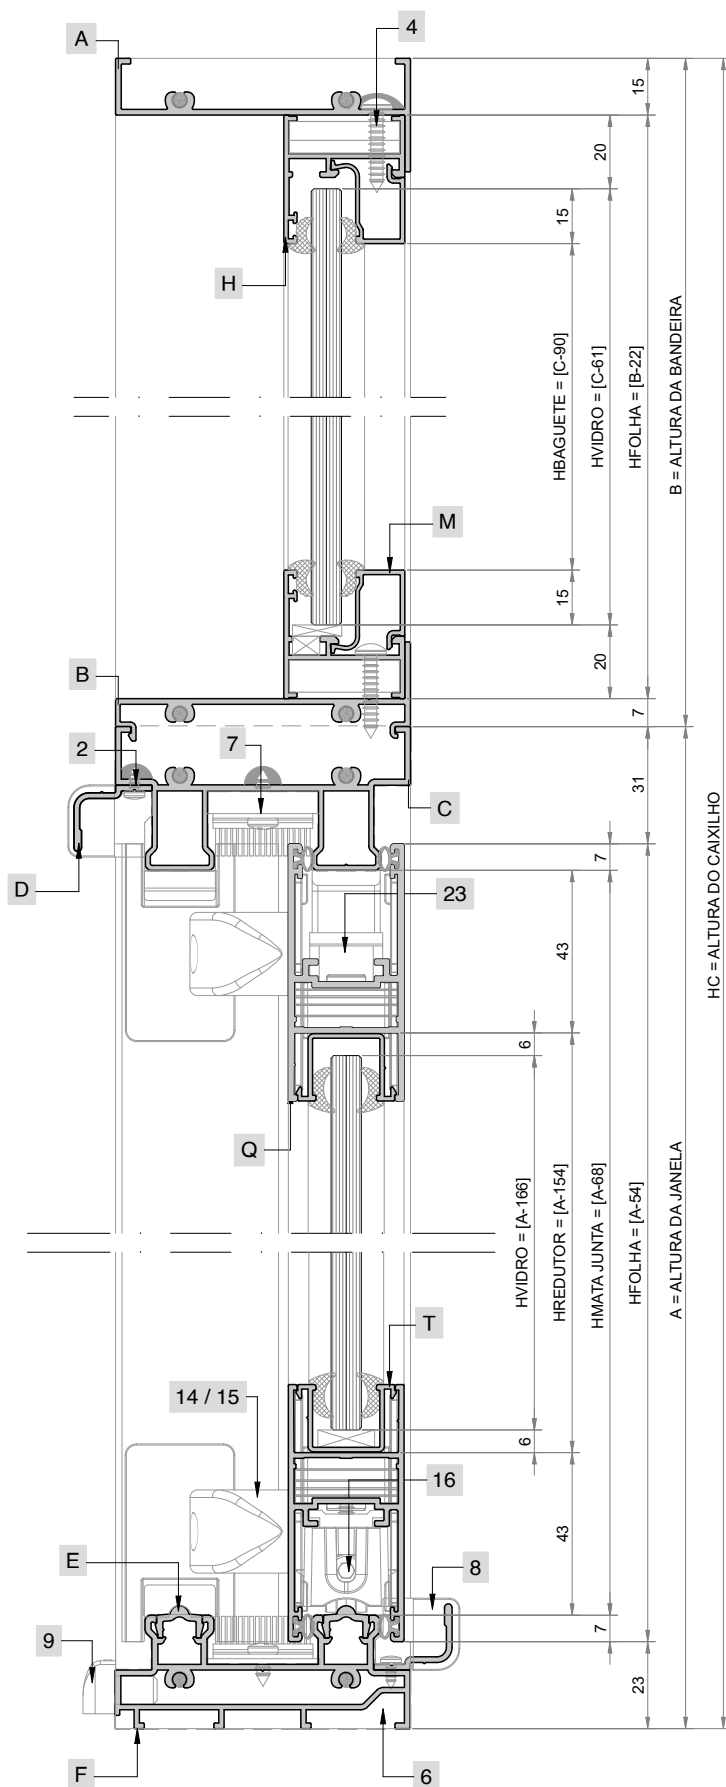 A
4
15
20
15
H
HBAGUETE = [C-90]
HVIDRO = [C-61]
HFOLHA = [B-22]
B = ALTURA DA BANDEIRA
M
15
20
B
7
2
7
31
C
HC = ALTURA DO CAIXILHO
D
7
23
43
6
Q
HVIDRO = [A-166]
HREDUTOR = [A-154]
HMATA JUNTA = [A-68]
HFOLHA = [A-54]
A = ALTURA DA JANELA
T
14 / 15
6
16
43
E
8
9
7
23
F
6